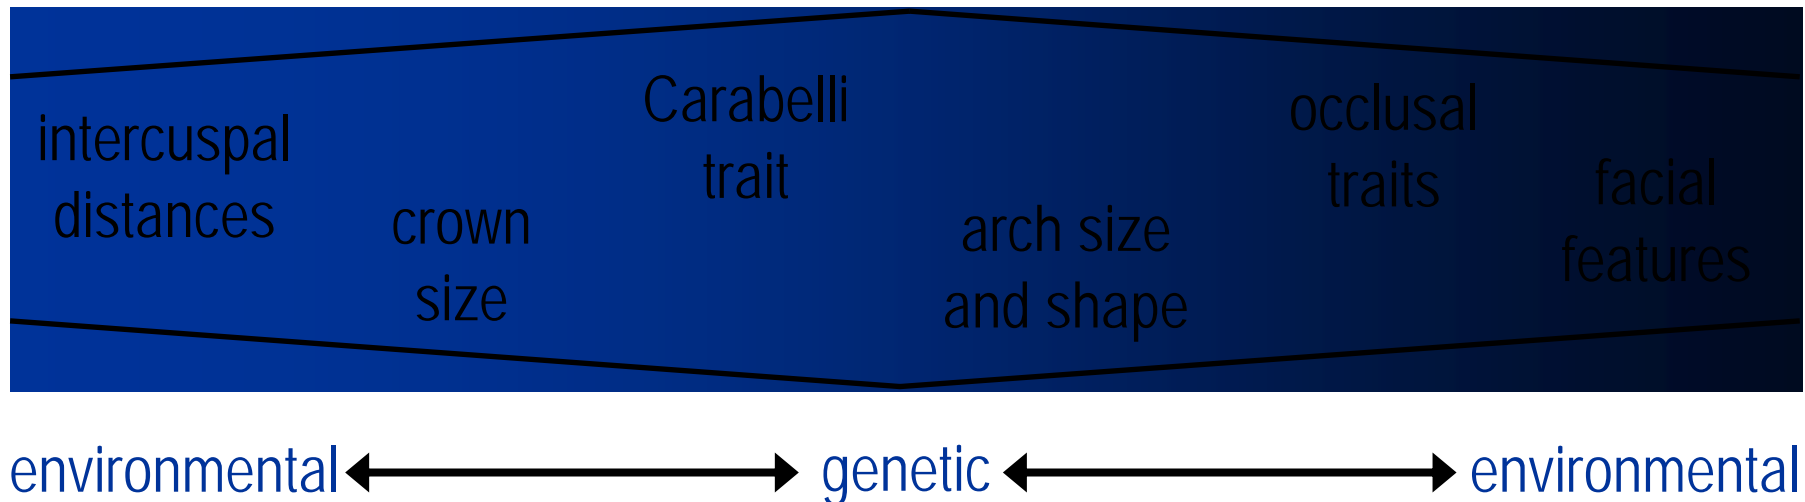 intercuspal
distances
crown
size
Carabelli
trait
arch size
and shape
occlusal
traits
facial
features
environmental
genetic
environmental